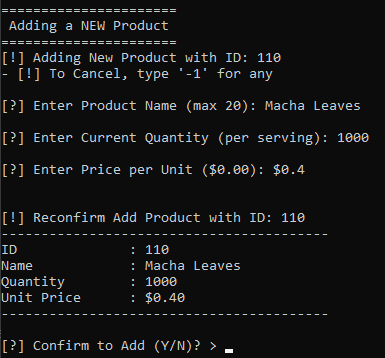 ======================
 Adding a NEW Product
======================
[!] Adding New Product with ID: 110
- [!] To Cancel, type '-1' for any
[?] Enter Product Name (max 20): Macha Leaves
[?] Enter Current Quantity (per serving): 1000
[?] Enter Price per Unit ($0.00): $0.4
[!] Reconfirm Add Product with ID: 110
-----------------------------------------
ID              : 110
Name            : Macha Leaves
Quantity        : 1000
Unit Price      : $0.40
-----------------------------------------
[?] Confirm to Add (Y/N)? > _